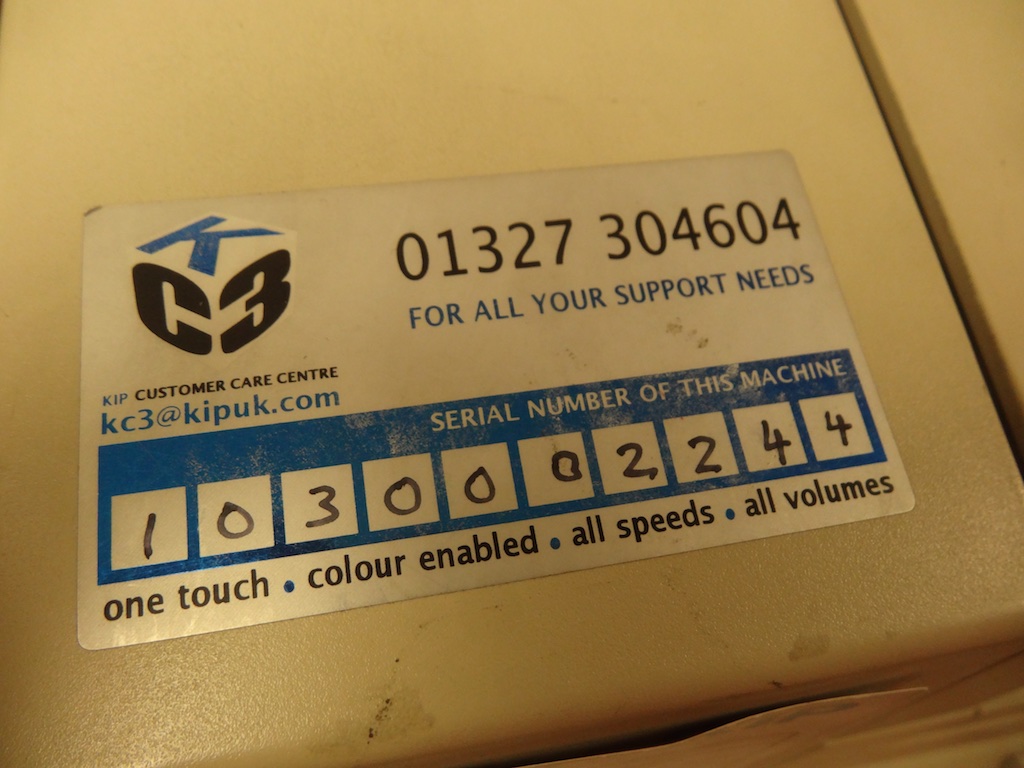 K
C3
KIP CUSTOMER CARE CENTRE
kc3@kipuk.com
01327 304604
FOR ALL YOUR SUPPORT NEEDS
SERIAL NUMBER OF THIS MACHINE
1 0 3 0 0 0 2 2 4 4
one touch • colour enabled • all speeds • all volumes